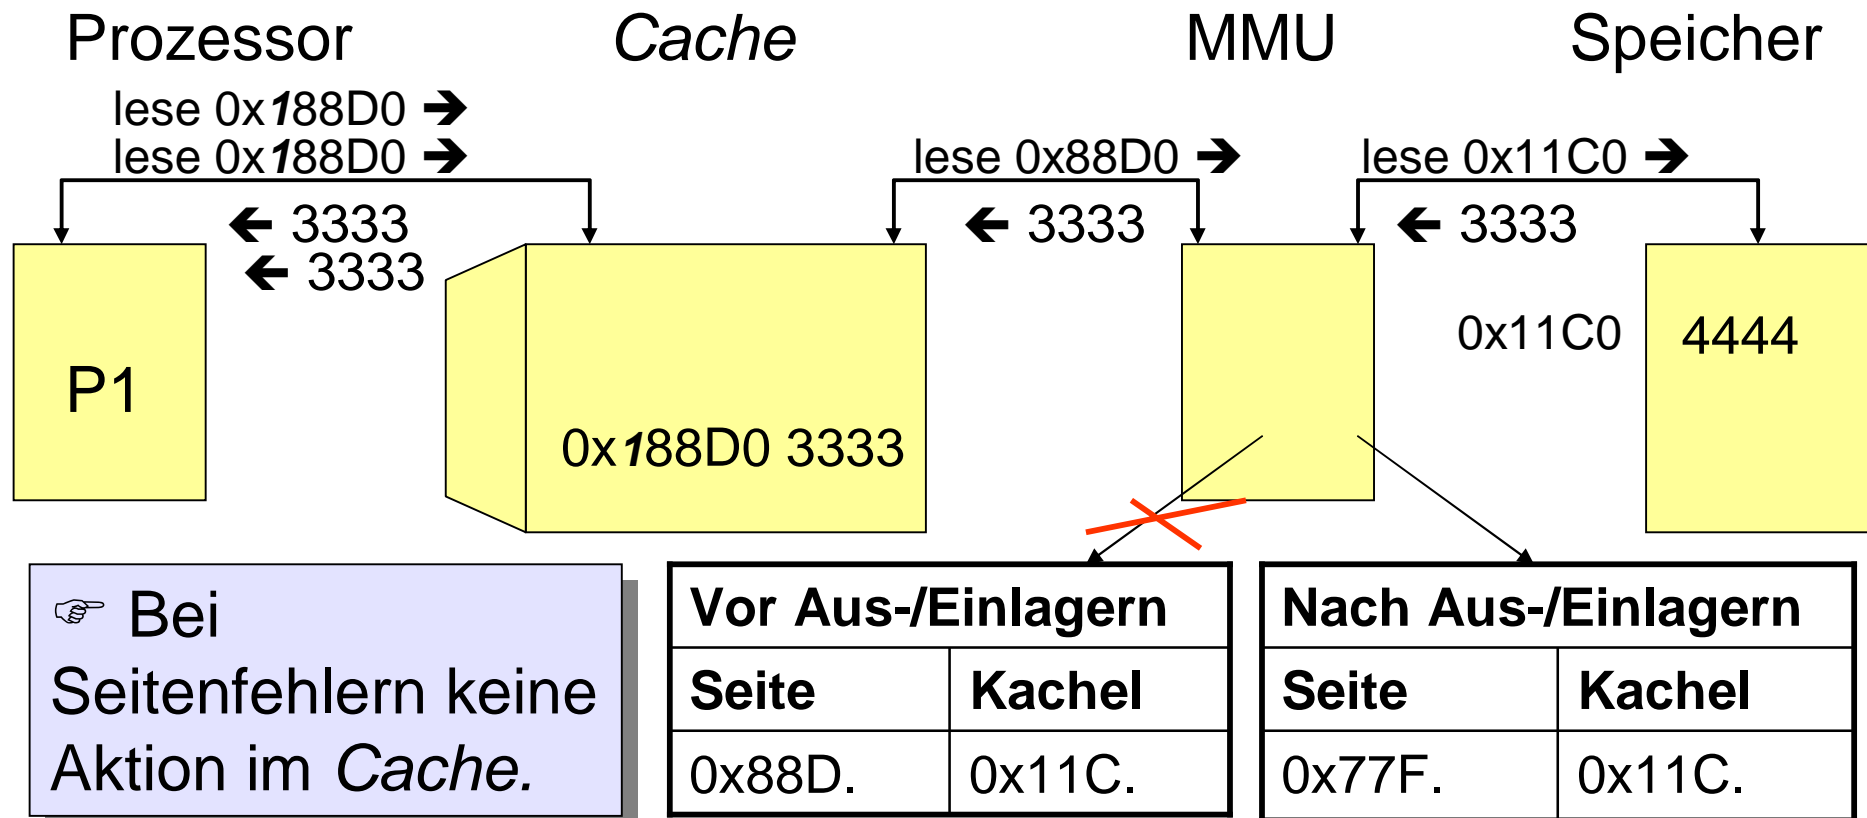 Prozessor Cache MMU Speicher
lese 0x188D0 ➔
lese 0x188D0 ➔ lese 0x88D0 ➔ lese 0x11C0 ➔
🡸 3333 🡸 3333 🡸 3333
🡸 3333
0x11C0 4444
P1
0x188D0 3333
☞ Bei
Seitenfehlern keine
Aktion im Cache.
Vor Aus-/Einlagern
Seite Kachel
0x88D. 0x11C.
Nach Aus-/Einlagern
Seite Kachel
0x77F. 0x11C.